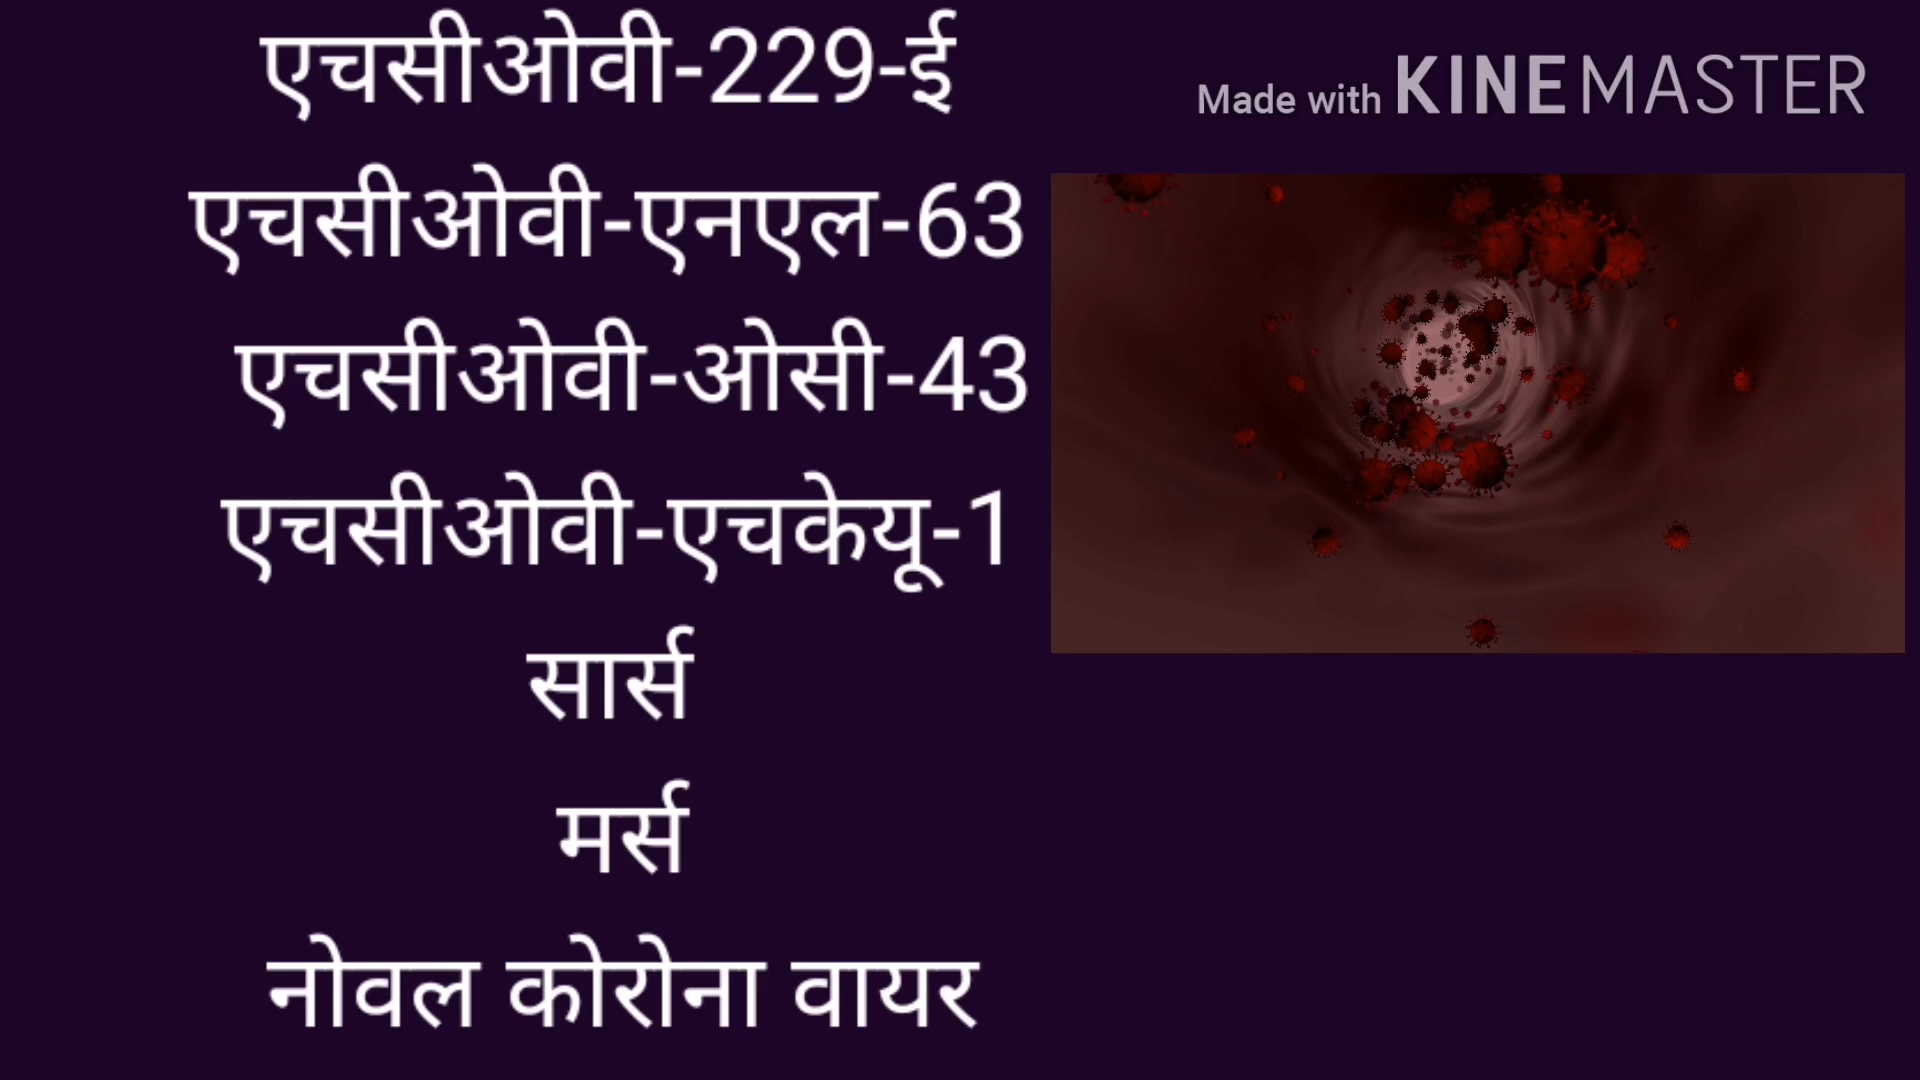 एचसीओवी-229-ई
एचसीओवी-एनएल-63
एचसीओवी-ओसी-43
एचसीओवी-एचकेयू-1
सार्स
मर्स
नोवल कोरोना वायर
Made with KINEMASTER